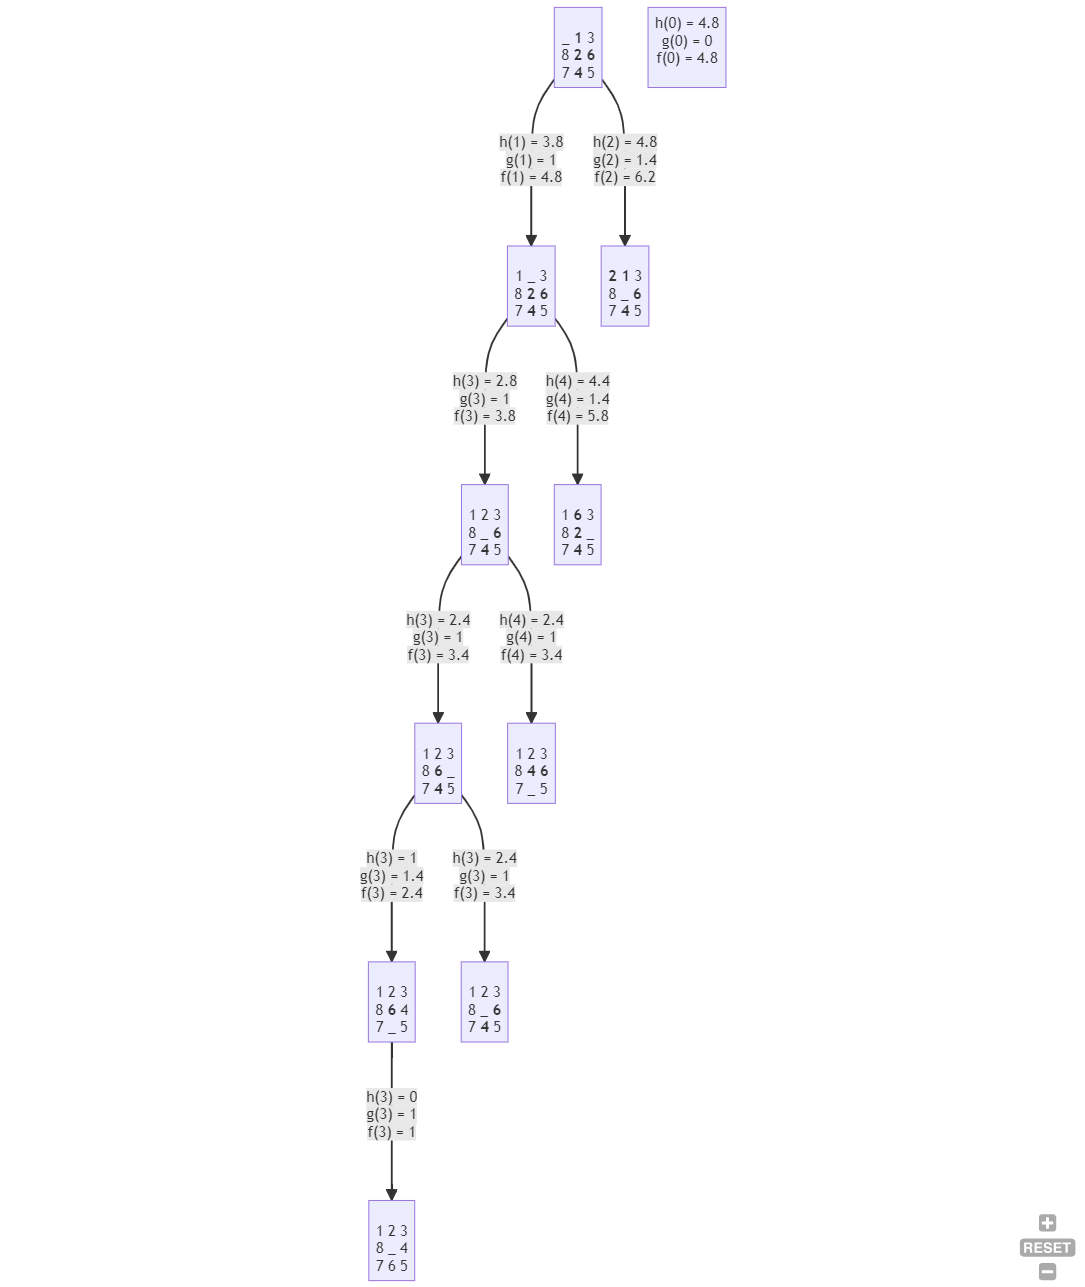 _ 1 3
8 2 6
7 4 5
h(0) = 4.8
g(0) = 0
f(0) = 4.8
h(1) = 3.8
g(1) = 1
f(1) = 4.8
h(2) = 4.8
g(2) = 1.4
f(2) = 6.2
1 _ 3
8 2 6
7 4 5
2 1 3
8 _ 6
7 4 5
h(3) = 2.8
g(3) = 1
f(3) = 3.8
h(4) = 4.4
g(4) = 1.4
f(4) = 5.8
1 2 3
8 _ 6
7 4 5
1 6 3
8 2 _
7 4 5
h(3) = 2.4
g(3) = 1
f(3) = 3.4
h(4) = 2.4
g(4) = 1
f(4) = 3.4
1 2 3
8 6 _
7 4 5
1 2 3
8 4 6
7 _ 5
h(3) = 1
g(3) = 1.4
f(3) = 2.4
h(3) = 2.4
g(3) = 1
f(3) = 3.4
1 2 3
8 6 4
7 _ 5
1 2 3
8 _ 6
7 4 5
h(3) = 0
g(3) = 1
f(3) = 1
1 2 3
8 _ 4
7 6 5
RESET